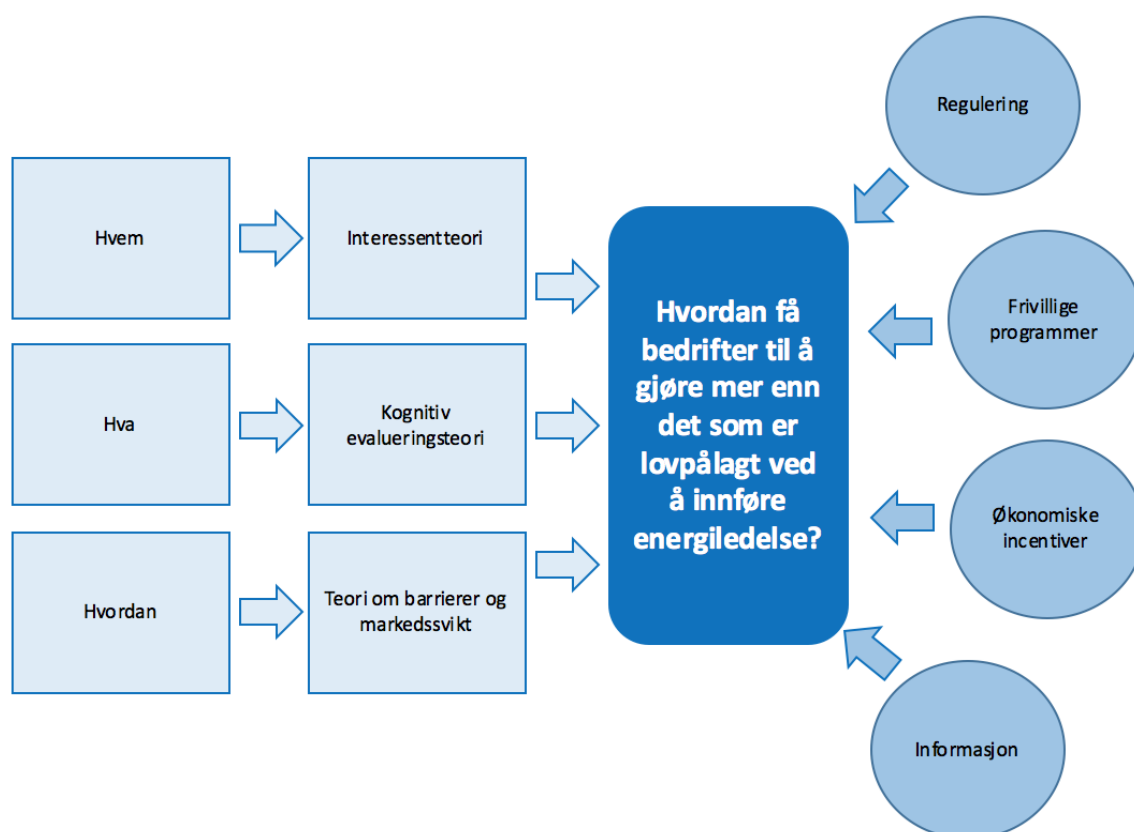 Hvem
Interessentteori
Hva
Kognitiv
evalueringsteori
Hvordan
Teori om barrierer og
markedssvikt
Hvordan få
bedrifter til å
gjøre mer enn
det som er
lovpålagt ved
å innføre
energiledelse?
Regulering
Frivillige
programmer
Økonomiske
incentiver
Informasjon